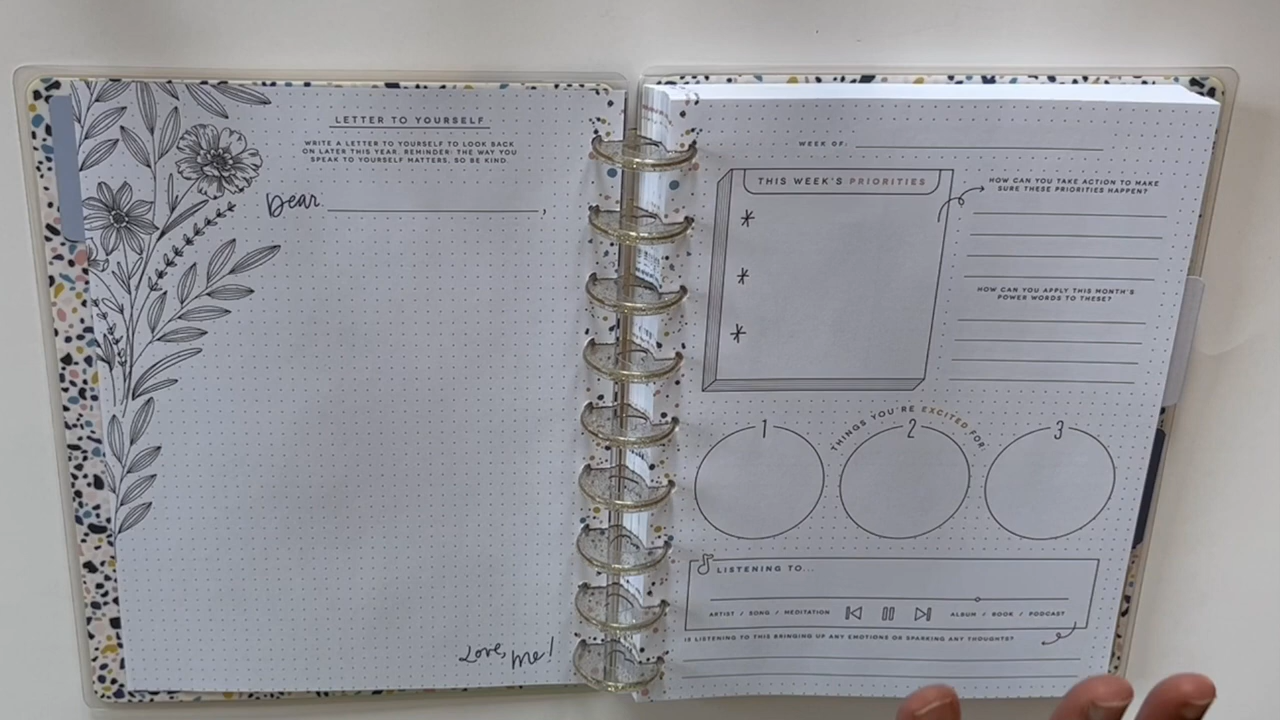 LETTER TO YOURSELF
WRITE A LETTER TO YOURSELF TO LOOK BACK
ON LATER THIS YEAR. REMINDER: THE WAY YOU
SPEAK TO YOURSELF MATTERS, SO BE KIND.
Dear ,
Love, me!
WEEK OF:
THIS WEEK'S PRIORITIES
HOW CAN YOU TAKE ACTION TO MAKE
SURE THESE PRIORITIES HAPPEN?
HOW CAN YOU APPLY THIS MONTH'S
POWER WORDS TO THESE?
THINGS YOU'RE EXCITED FOR
1 2 3
LISTENING TO...
ARTIST / SONG / MEDITATION ALBUM / BOOK / PODCAST
IS LISTENING TO THIS BRINGING UP ANY EMOTIONS OR SPARKING ANY THOUGHTS?